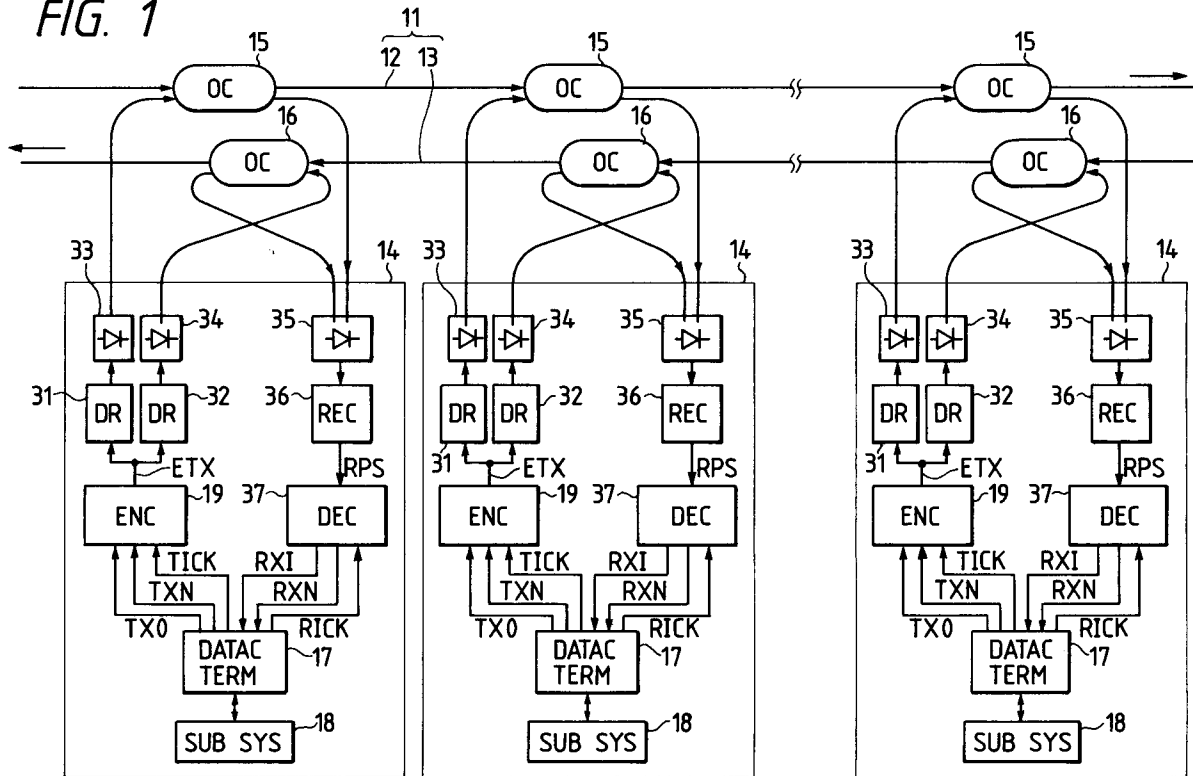 FIG. 1
11
15 12 13 15 15
OC OC OC
16 16 16
OC OC OC
33 14 33 14 33 14
34 35 34 35 34 35
31 32 36 32 36 31 32 36
DR DR REC DR DR REC DR DR REC
31 31
ETX RPS ETX RPS ETX RPS
19 37 19 37 19 37
ENC DEC ENC DEC ENC DEC
TICK RXI TICK RXI TICK RXI
TXN RXN TXN RXN TXN RXN
TXO RICK TXO RICK TXO RICK
DATAC DATAC DATAC
TERM 17 TERM 17 TERM 17
18 18 18
SUB SYS SUB SYS SUB SYS